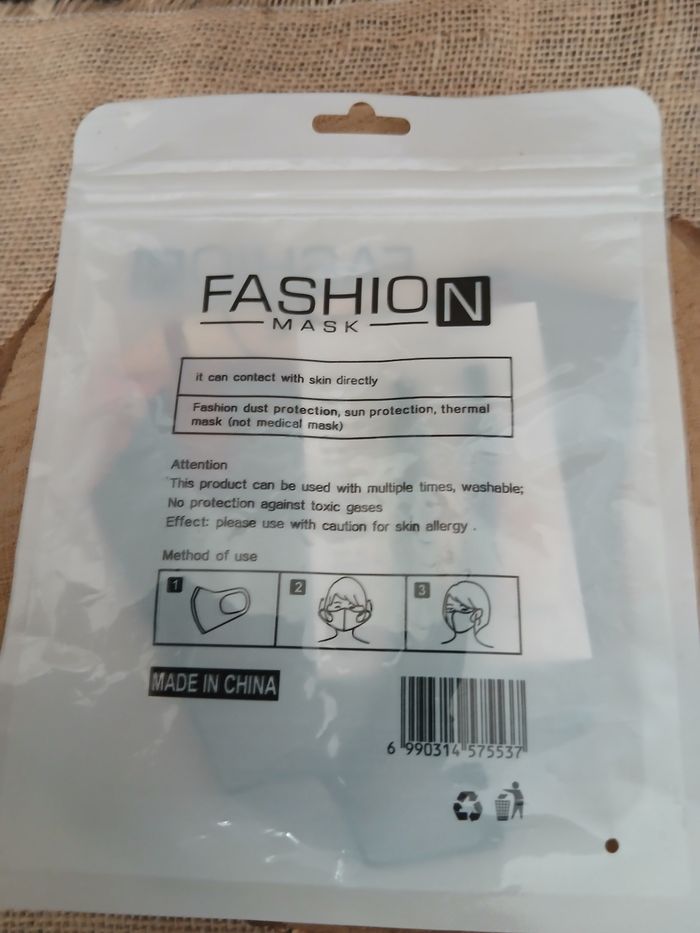 FASHION
MASK
it can contact with skin directly
Fashion dust protection, sun protection, thermal
mask (not medical mask)
Attention
This product can be used with multiple times, washable;
No protection against toxic gases
Effect: please use with caution for skin allergy .
Method of use
1 2 3
MADE IN CHINA
6 990314 575537